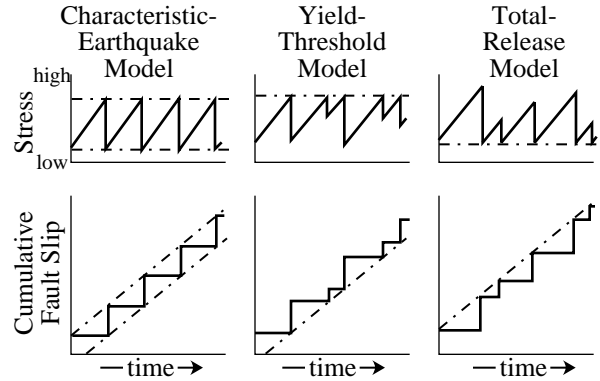 Characteristic-
Earthquake
Model
Yield-
Threshold
Model
Total-
Release
Model
high
Stress
low
Cumulative
Fault Slip
time
time
time